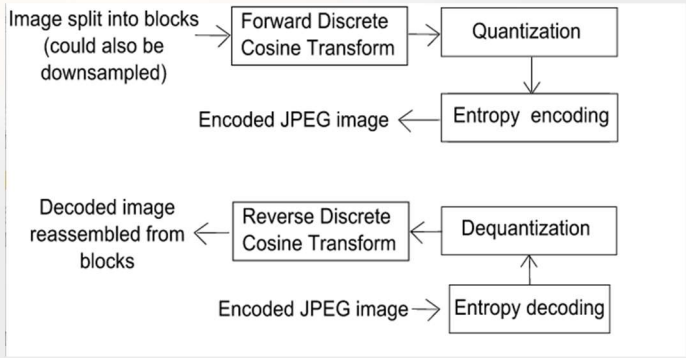 Image split into blocks
(could also be
downsampled)
Forward Discrete
Cosine Transform
Quantization
Entropy encoding
Encoded JPEG image
Decoded image
reassembled from
blocks
Reverse Discrete
Cosine Transform
Dequantization
Encoded JPEG image
Entropy decoding